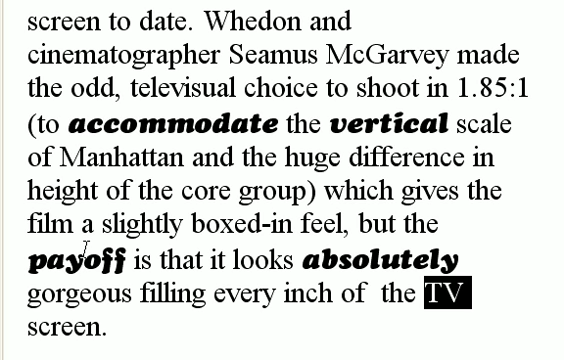 screen to date. Whedon and
cinematographer Seamus McGarvey made
the odd, televisual choice to shoot in 1.85:1
(to accommodate the vertical scale
of Manhattan and the huge difference in
height of the core group) which gives the
film a slightly boxed-in feel, but the
payoff is that it looks absolutely
gorgeous filling every inch of the TV
screen.